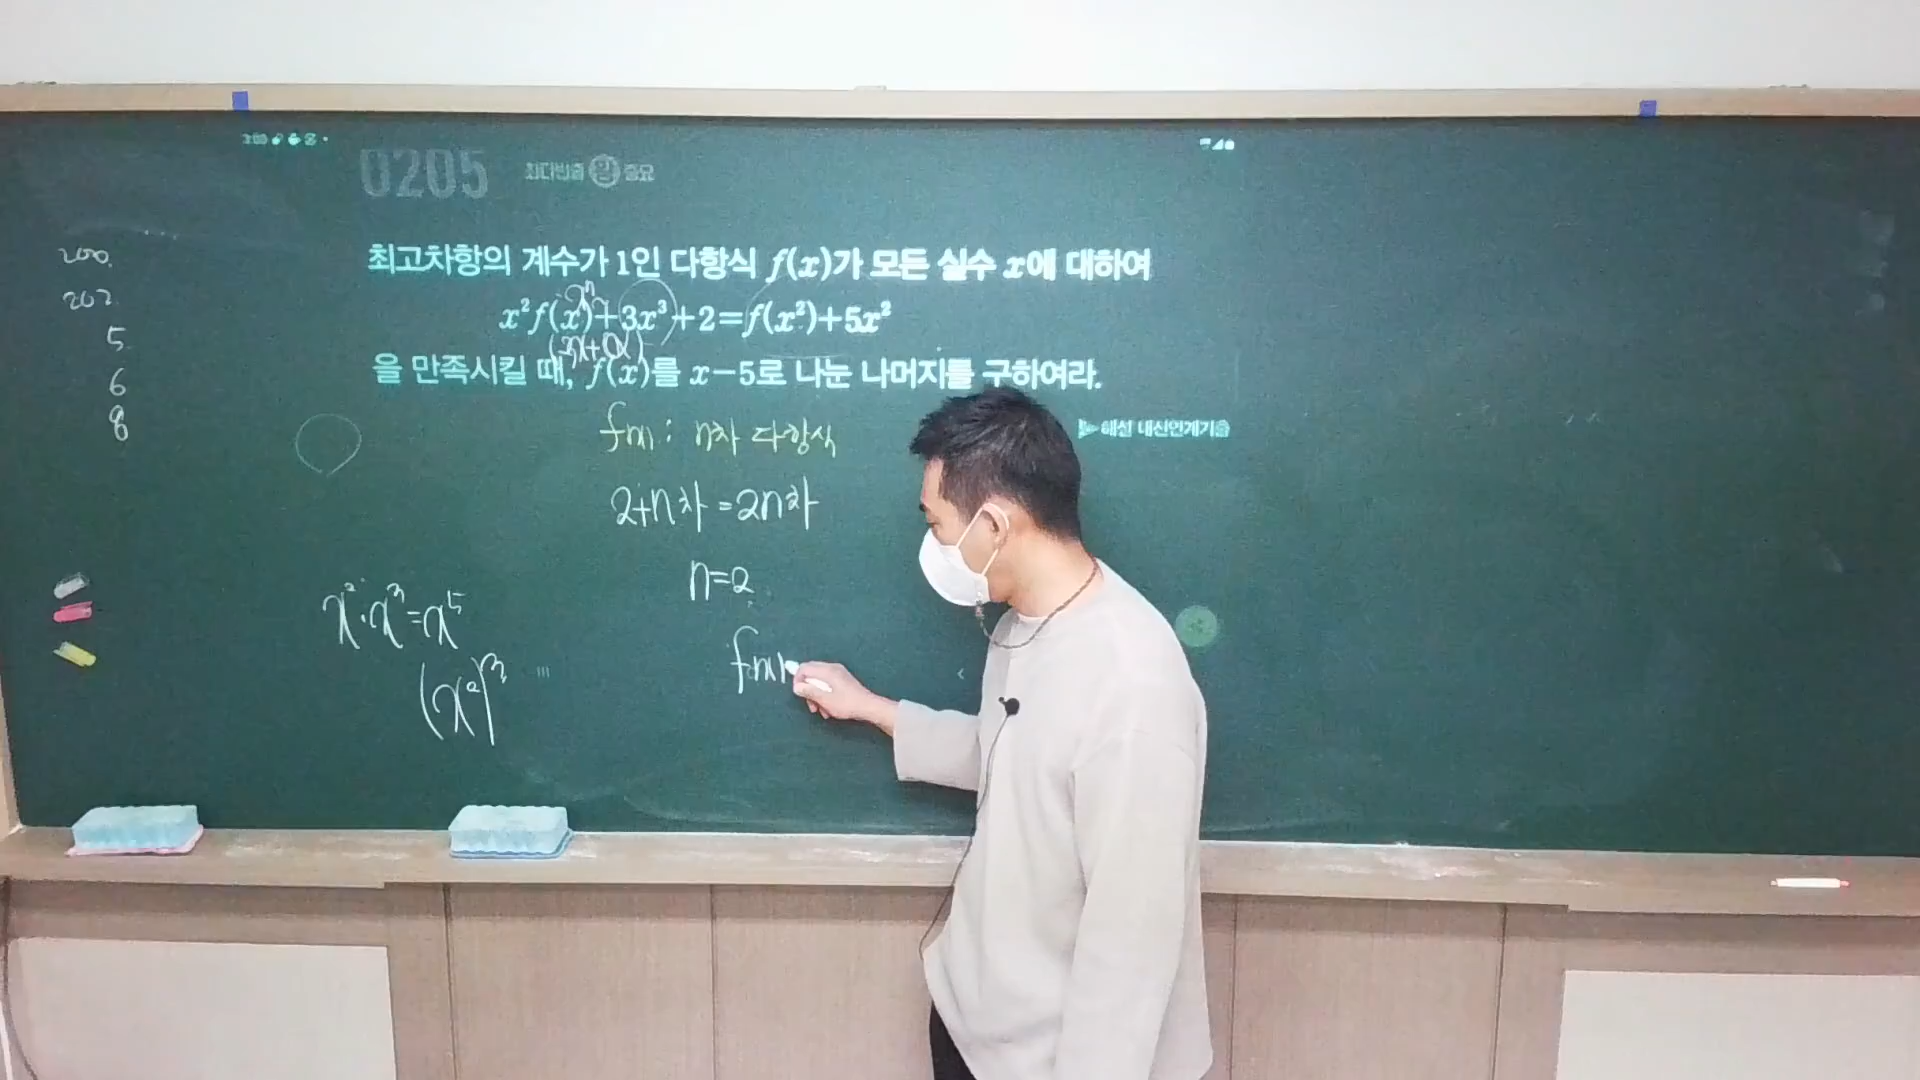 3:00
0205 최다빈출 왕 중요
최고차항의 계수가 1인 다항식 f(x)가 모든 실수 x에 대하여
x²f(x)+3x³+2=f(x²)+5x²
을 만족시킬 때, f(x)를 x-5로 나눈 나머지를 구하여라.
▶해설 내신연계기출
200.
202
5
6
8
f(x) : n차 다항식
2+n차 =2n차
n=2
f(x)
x²·x³=x⁵
(x²)³